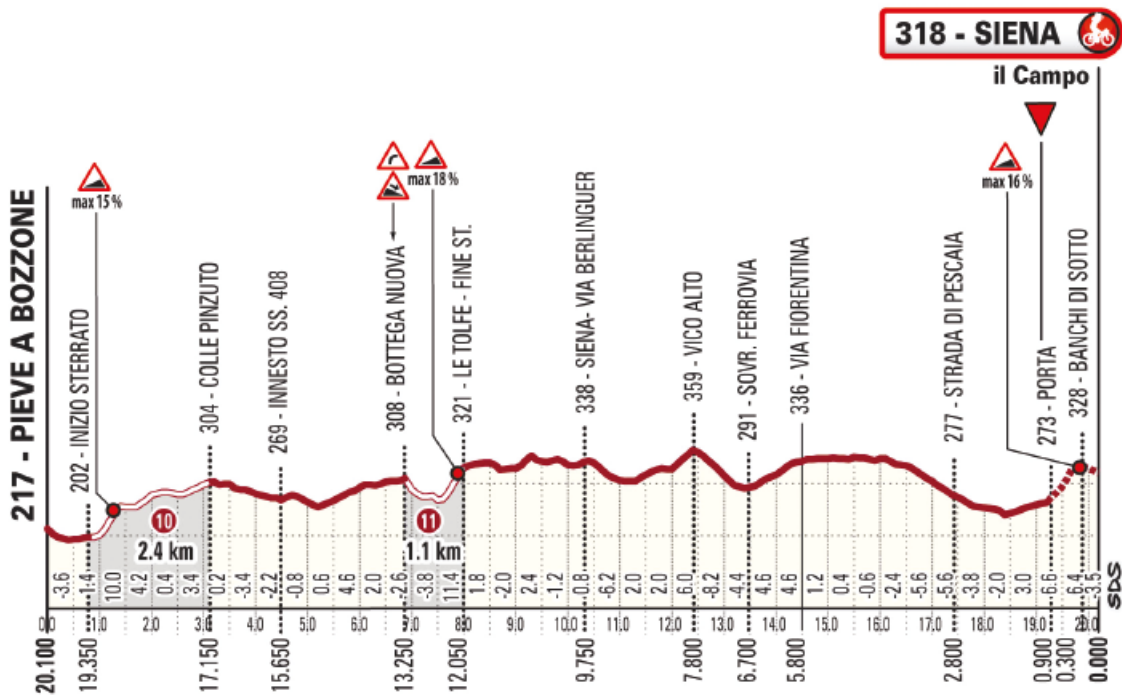 318 - SIENA
il Campo
max 15 %
max 18 %
max 16 %
217 - PIEVE A BOZZONE
202 - INIZIO STERRATO
304 - COLLE PINZUTO
269 - INNESTO SS. 408
308 - BOTTEGA NUOVA
321 - LE TOLFE - FINE ST.
338 - SIENA- VIA BERLINGUER
359 - VICO ALTO
291 - SOVR. FERROVIA
336 - VIA FIORENTINA
277 - STRADA DI PESCAIA
273 - PORTA
328 - BANCHI DI SOTTO
10
2.4 km
11
1.1 km
-3.6 -1.4 10.0 4.2 0.4 3.4 0.2 -3.4 -2.2 -0.8 0.6 4.6 2.0 -2.6 -3.8 11.4 1.8 -2.0 2.4 -1.2 0.8 -6.2 2.0 6.0 -8.2 -4.4 4.6 4.6 1.2 0.4 -0.6 -2.4 -5.6 -5.6 -3.8 -2.0 3.0 6.6 6.4 -3.5
SDS
0.0 2.0 3.0 4.0 5.0 6.0 7.0 8.0 9.0 10.0 11.0 12.0 13.0 14.0 15.0 16.0 17.0 18.0 19.0 20.0
20.100 19.350 17.150 15.650 13.250 12.050 9.750 7.800 6.700 5.800 2.800 0.900 0.300 0.000